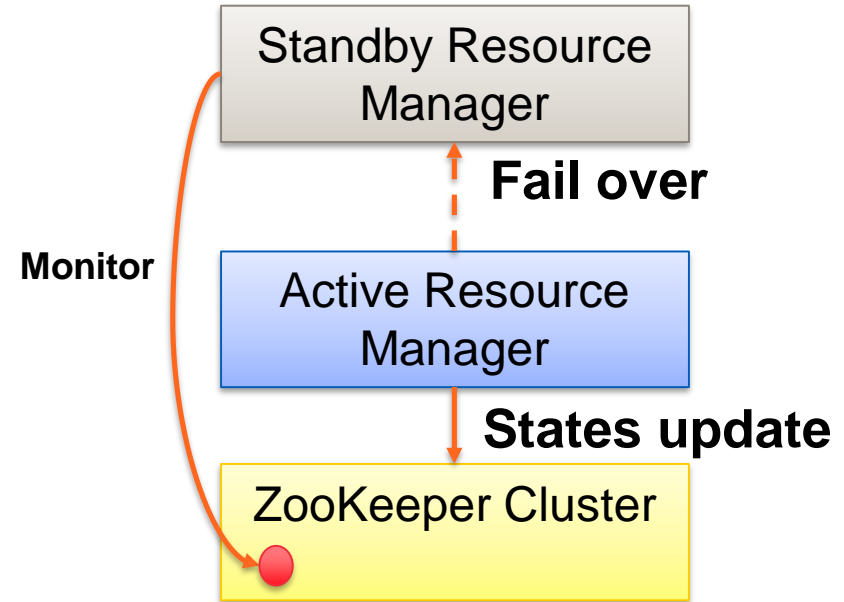 Standby Resource
Manager
Fail over
Monitor
Active Resource
Manager
States update
ZooKeeper Cluster